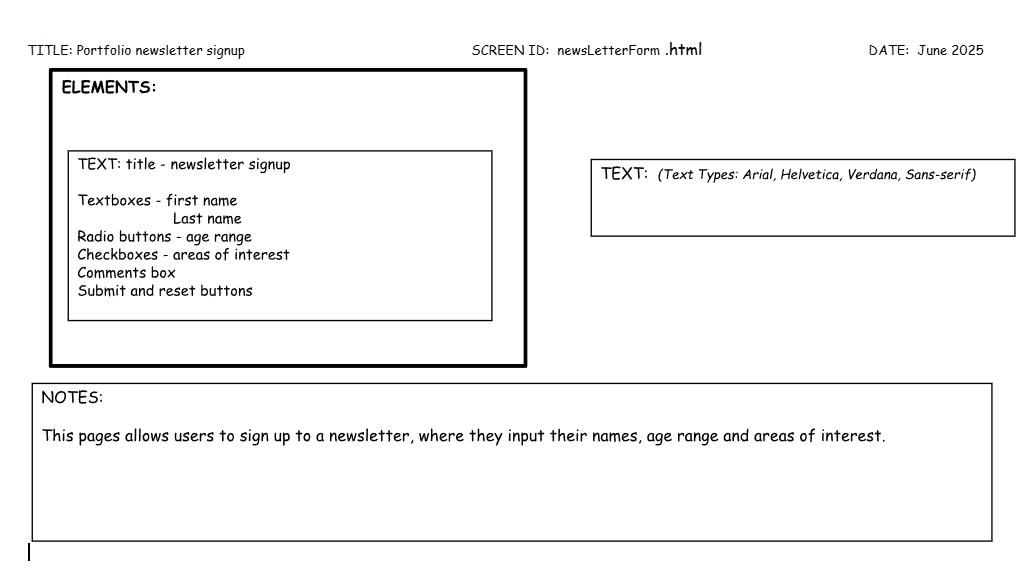 TITLE: Portfolio newsletter signup SCREEN ID: newsLetterForm .html DATE: June 2025
ELEMENTS:
TEXT: title - newsletter signup
Textboxes - first name
Last name
Radio buttons - age range
Checkboxes - areas of interest
Comments box
Submit and reset buttons
TEXT: (Text Types: Arial, Helvetica, Verdana, Sans-serif)
NOTES:
This pages allows users to sign up to a newsletter, where they input their names, age range and areas of interest.